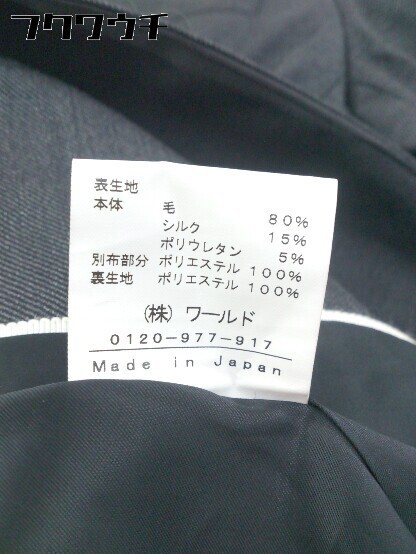 フクウロウチ
表生地
本体 毛 80%
シルク 15%
ポリウレタン 5%
別布部分 ポリエステル 100%
裏生地 ポリエステル 100%
(株) ワールド
0120-977-917
Made in Japan